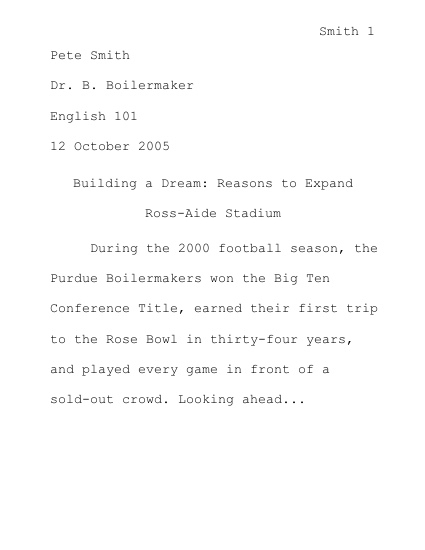 Smith 1
Pete Smith
Dr. B. Boilermaker
English 101
12 October 2005
Building a Dream: Reasons to Expand
Ross-Aide Stadium
During the 2000 football season, the
Purdue Boilermakers won the Big Ten
Conference Title, earned their first trip
to the Rose Bowl in thirty-four years,
and played every game in front of a
sold-out crowd. Looking ahead...